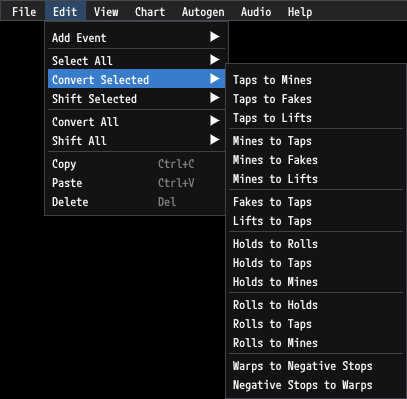 File Edit View Chart Autogen Audio Help
Add Event
Select All
Convert Selected
Shift Selected
Convert All
Shift All
Copy Ctrl+C
Paste Ctrl+V
Delete Del
Taps to Mines
Taps to Fakes
Taps to Lifts
Mines to Taps
Mines to Fakes
Mines to Lifts
Fakes to Taps
Lifts to Taps
Holds to Rolls
Holds to Taps
Holds to Mines
Rolls to Holds
Rolls to Taps
Rolls to Mines
Warps to Negative Stops
Negative Stops to Warps